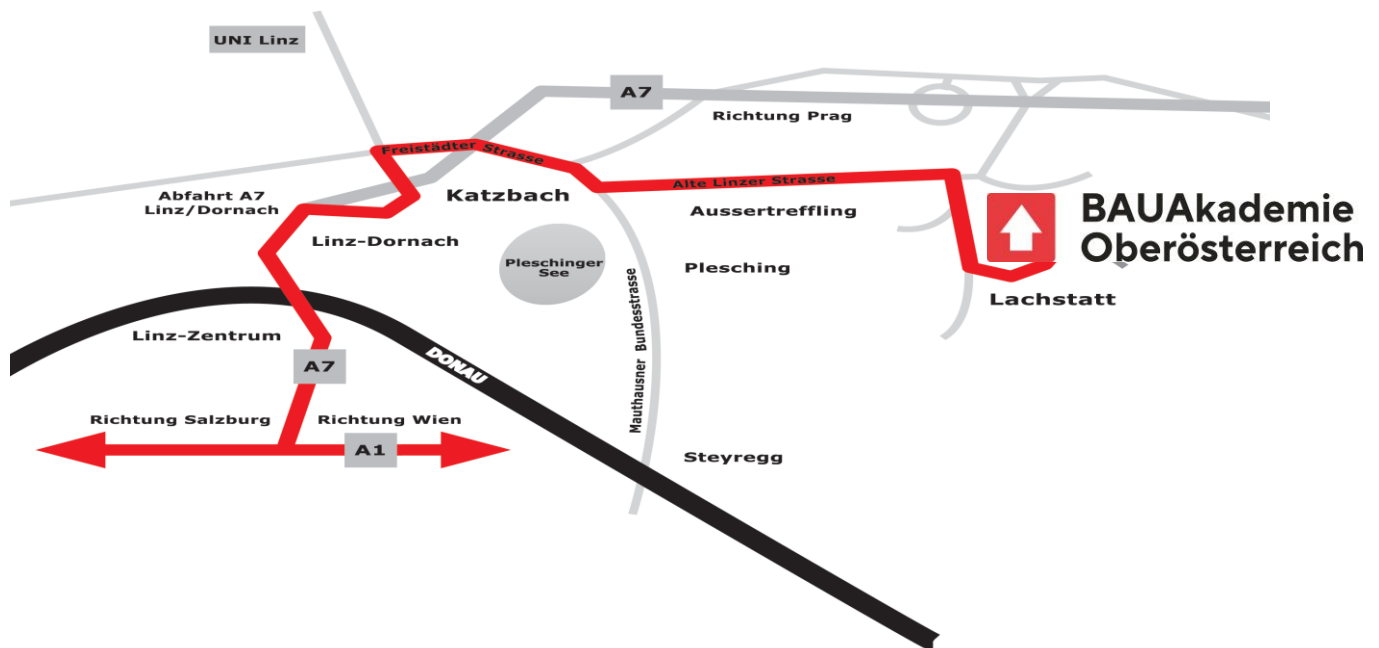 UNI Linz
A7
Richtung Prag
Freistädter Strasse
Abfahrt A7
Linz/Dornach
Katzbach
Alte Linzer Strasse
Aussertreffling
BAUAkademie
Oberösterreich
Linz-Dornach
Pleschinger
See
Plesching
Lachstatt
Mauthausner Bundesstrasse
Linz-Zentrum
DONAU
A7
Richtung Salzburg
Richtung Wien
A1
Steyregg